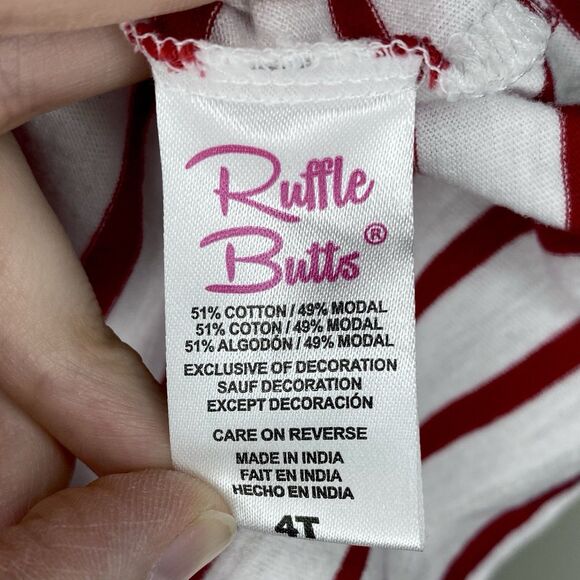 Ruffle
Butts®
51% COTTON / 49% MODAL
51% COTON / 49% MODAL
51% ALGODÓN / 49% MODAL
EXCLUSIVE OF DECORATION
SAUF DECORATION
EXCEPT DECORACIÓN
CARE ON REVERSE
MADE IN INDIA
FAIT EN INDIA
HECHO EN INDIA
4T